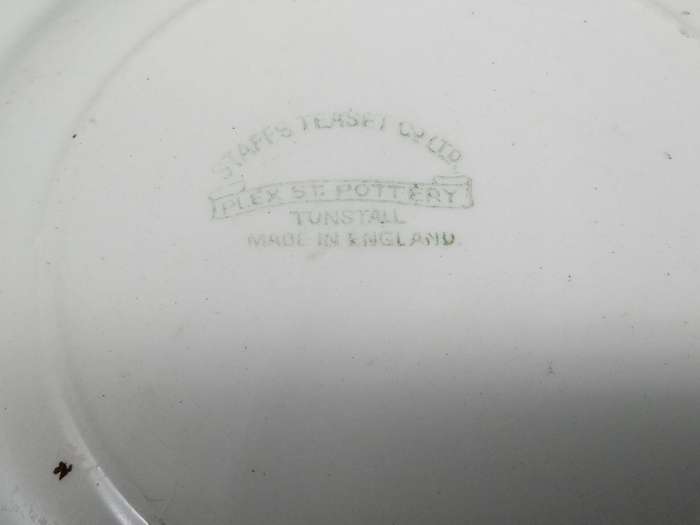 STAFFS TEASET CO LTD.
PLEX ST. POTTERY
TUNSTALL
MADE IN ENGLAND.